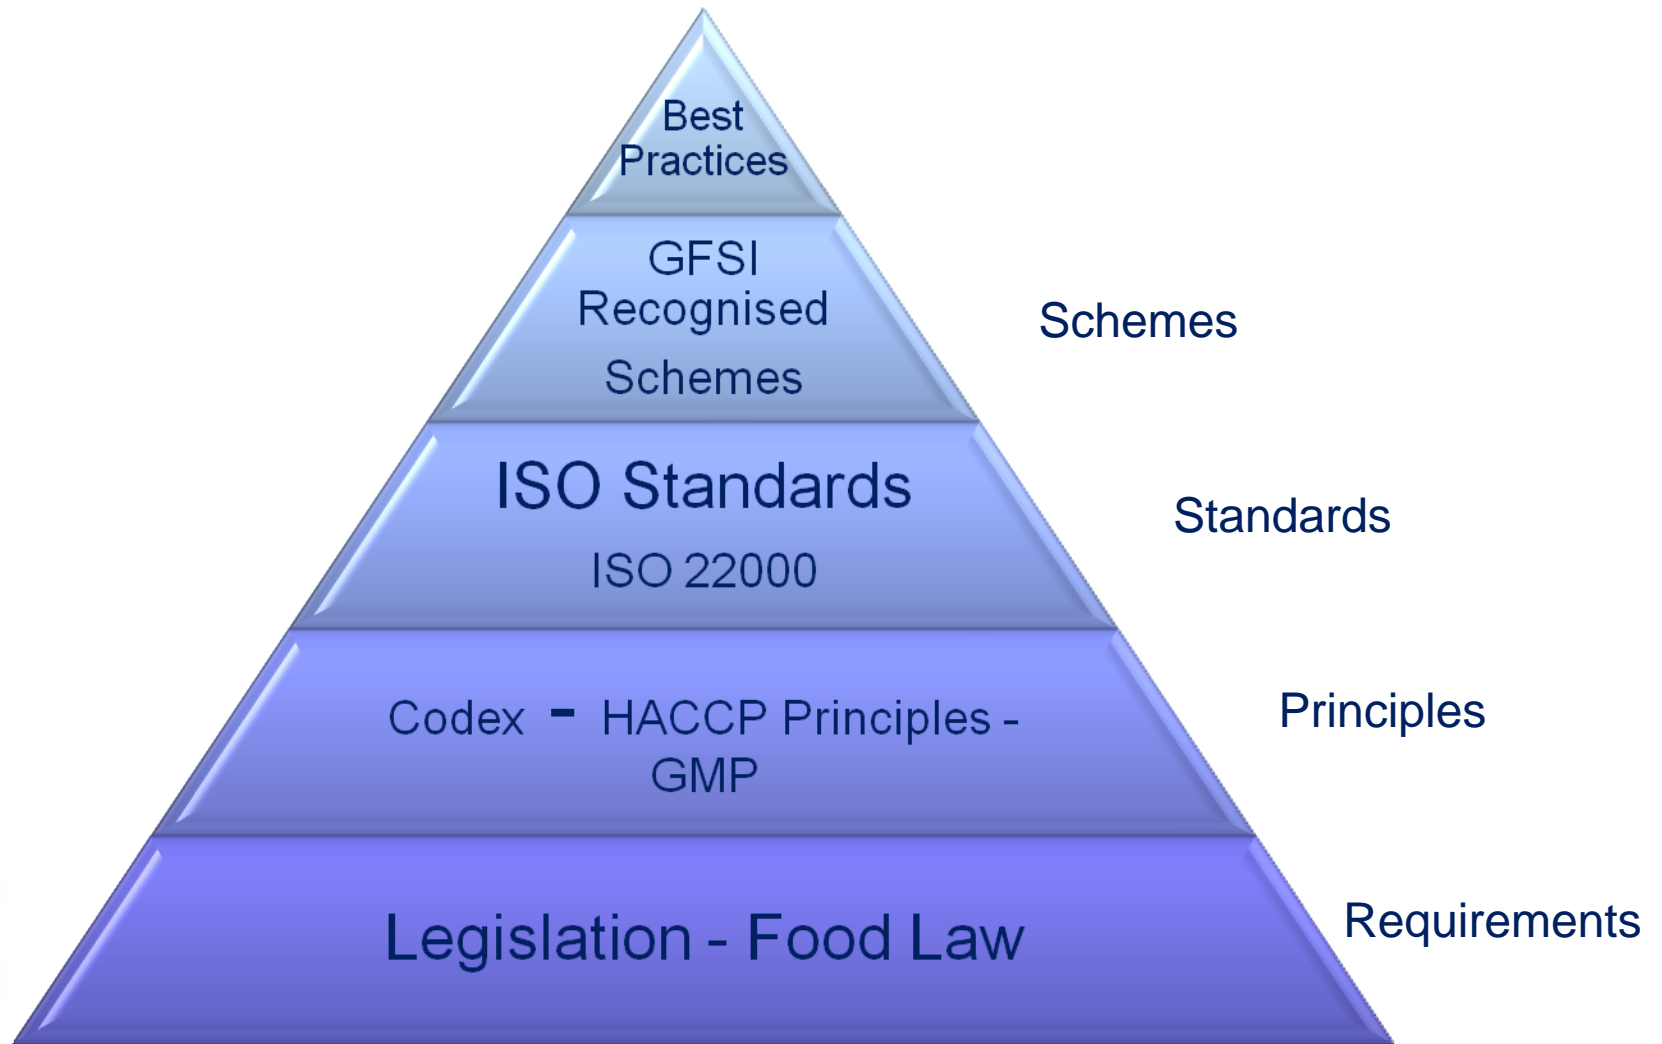 Best
Practices
GFSI
Recognised
Schemes
Schemes
ISO Standards
ISO 22000
Standards
Codex - HACCP Principles -
GMP
Principles
Legislation - Food Law
Requirements